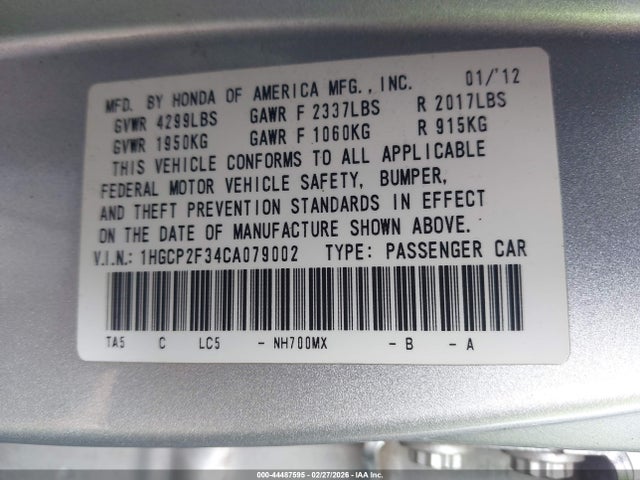 MFD. BY HONDA OF AMERICA MFG., INC. 01/'12
GVWR 4299LBS GAWR F 2337LBS R 2017LBS
GVWR 1950KG GAWR F 1060KG R 915KG
THIS VEHICLE CONFORMS TO ALL APPLICABLE
FEDERAL MOTOR VEHICLE SAFETY, BUMPER,
AND THEFT PREVENTION STANDARDS IN EFFECT
ON THE DATE OF MANUFACTURE SHOWN ABOVE.
V.I.N.: 1HGCP2F34CA079002 TYPE: PASSENGER CAR
TA5 C LC5 - NH700MX - B - A
000-44487595 - 02/27/2026 - IAA Inc.